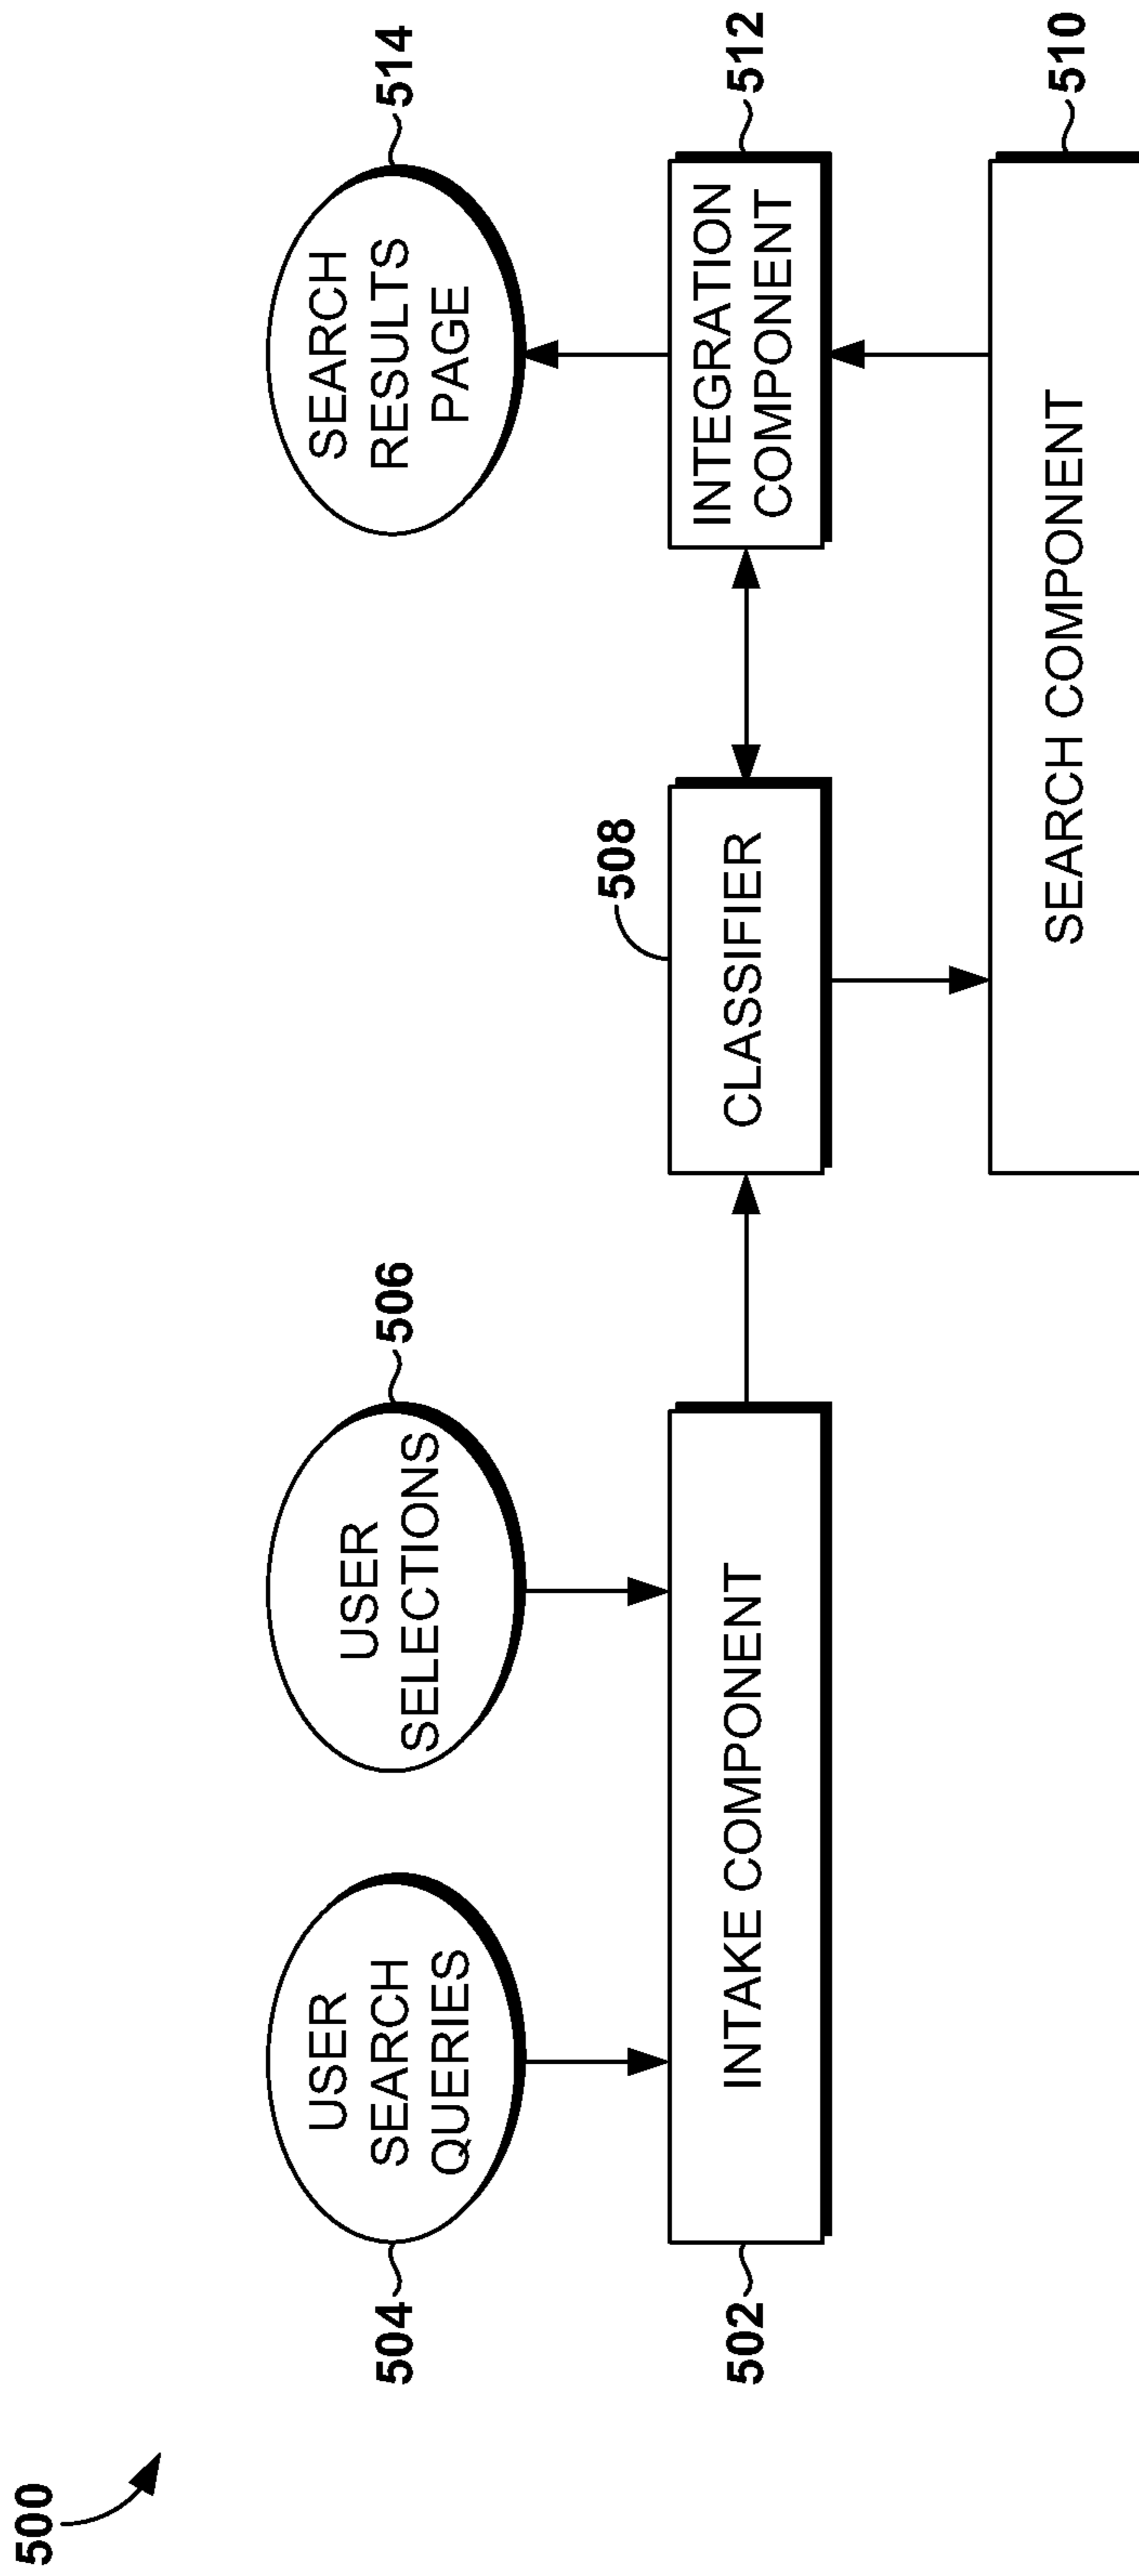 500
504
USER
SEARCH
QUERIES
506
USER
SELECTIONS
514
SEARCH
RESULTS
PAGE
502
INTAKE COMPONENT
508
CLASSIFIER
512
INTEGRATION
COMPONENT
510
SEARCH COMPONENT